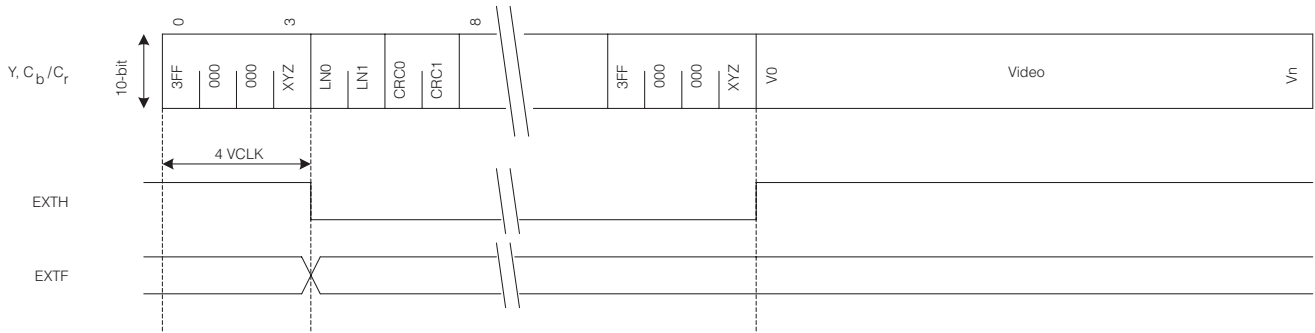 0 3 8
Y, Cb/Cr 10-bit 3FF 000 000 XYZ LN0 LN1 CRC0 CRC1 3FF 000 000 XYZ V0 Video Vn
4 VCLK
EXTH
EXTF